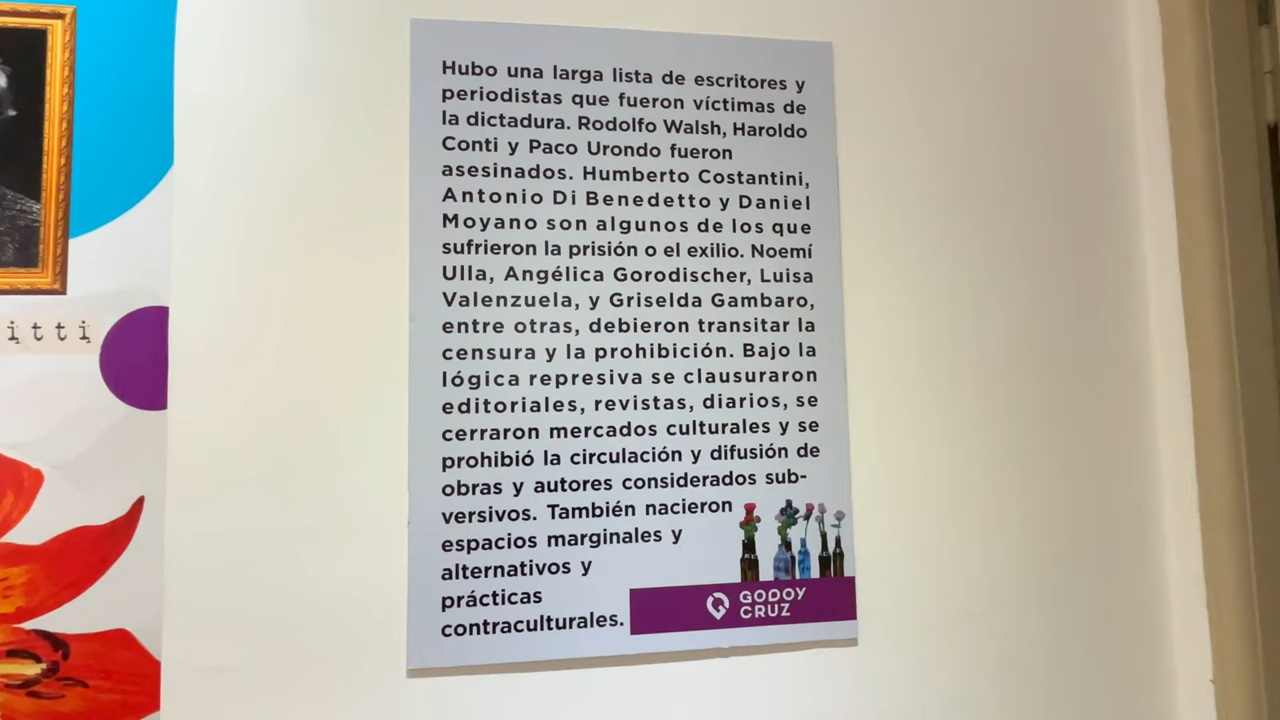 Hubo una larga lista de escritores y
periodistas que fueron víctimas de
la dictadura. Rodolfo Walsh, Haroldo
Conti y Paco Urondo fueron
asesinados. Humberto Costantini,
Antonio Di Benedetto y Daniel
Moyano son algunos de los que
sufrieron la prisión o el exilio. Noemí
Ulla, Angélica Gorodischer, Luisa
Valenzuela, y Griselda Gambaro,
entre otras, debieron transitar la
censura y la prohibición. Bajo la
lógica represiva se clausuraron
editoriales, revistas, diarios, se
cerraron mercados culturales y se
prohibió la circulación y difusión de
obras y autores considerados sub-
versivos. También nacieron
espacios marginales y
alternativos y
prácticas
contraculturales.
GODOY
CRUZ
itti